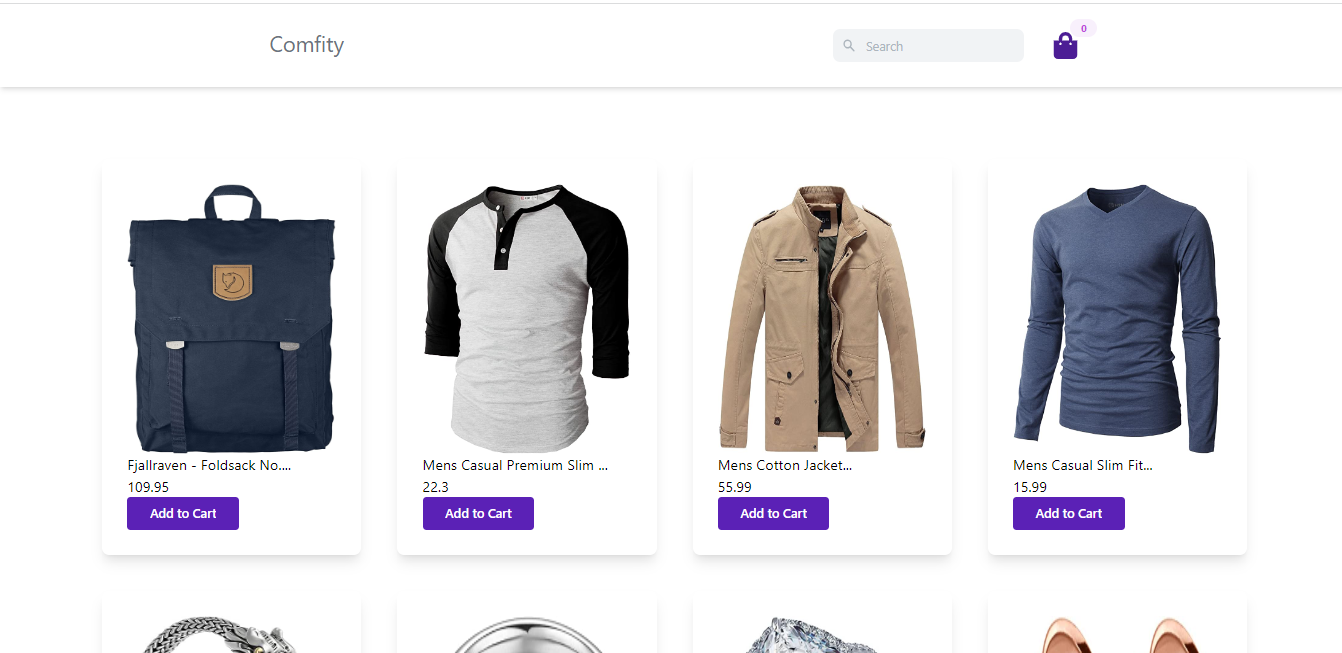 Comfity
Search
0
Fjallraven - Foldsack No....
109.95
Add to Cart
Mens Casual Premium Slim ...
22.3
Add to Cart
Mens Cotton Jacket...
55.99
Add to Cart
Mens Casual Slim Fit...
15.99
Add to Cart